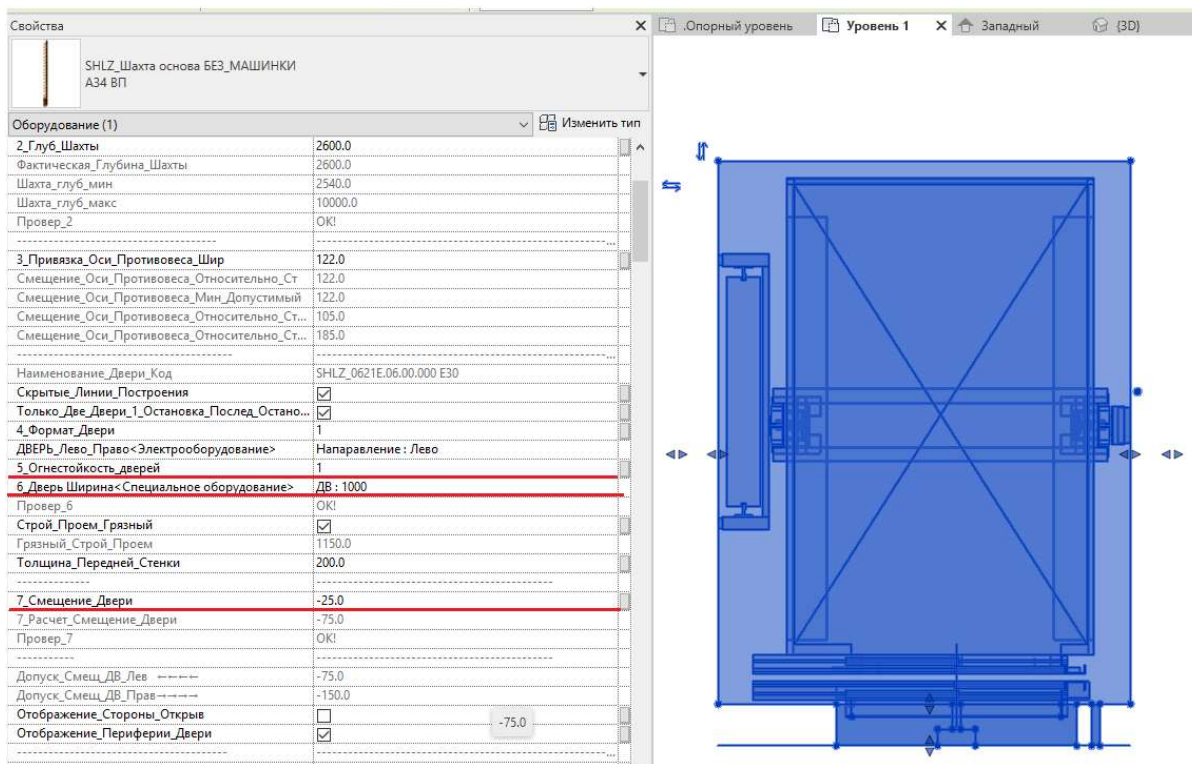 Свойства
.Опорный уровень
Уровень 1
Западный
{3D}
SHLZ_Шахта основа БЕЗ_МАШИНКИ
А34 ВП
Оборудование (1)
Изменить тип
2_Глуб_Шахты 2600.0
Фактическая_Глубина_Шахты 2600.0
Шахта_глуб_мин 2540.0
Шахта_глуб_макс 10000.0
Провер_2 OK!
--------------------------------------- ---------------------------------------------------------...
3_Привязка_Оси_Противовеса_Шир 122.0
Смещение_Оси_Противовеса_Относительно_Ст 122.0
Смещение_Оси_Противовеса_Мин_Допустимый 122.0
Смещение_Оси_Противовеса_Относительно_Ст... 105.0
Смещение_Оси_Противовеса_Относительно_Ст... 185.0
------------------------------------------ ---------------------------------------------------------...
Наименование_Двери_Код SHLZ_0621E.06.00.000 E30
Скрытые_Линии_Построения
Только_Две_Двери_1_Остановка_Послед_Остано...
4_Формат_Двери 1
ДВЕРЬ_Лево_Право<Электрооборудование> Напаравление : Лево
5_Огнестойкость_дверей 1
6_Дверь Ширина<Специальное оборудование> ДВ : 1000
Провер_6 OK!
Строй_Проем_Грязный
Грязный_Строй_Проем 1150.0
Толщина_Передней_Стенки 200.0
-------------- ----------------------------------------------
7_Смещение_Двери -25.0
7_Расчет_Смещение_Двери -75.0
Провер_7 OK!
----------- ----------------------------------------------
Допуск_Смещ_ДВ_Лев ←←←← -75.0
Допуск_Смещ_ДВ_Прав→→→→ -150.0
Отображение_Стороны_Открыв
-75.0
Отображение_Периферии_Двери
----------------------------------------- ---------------------------------------------------------...